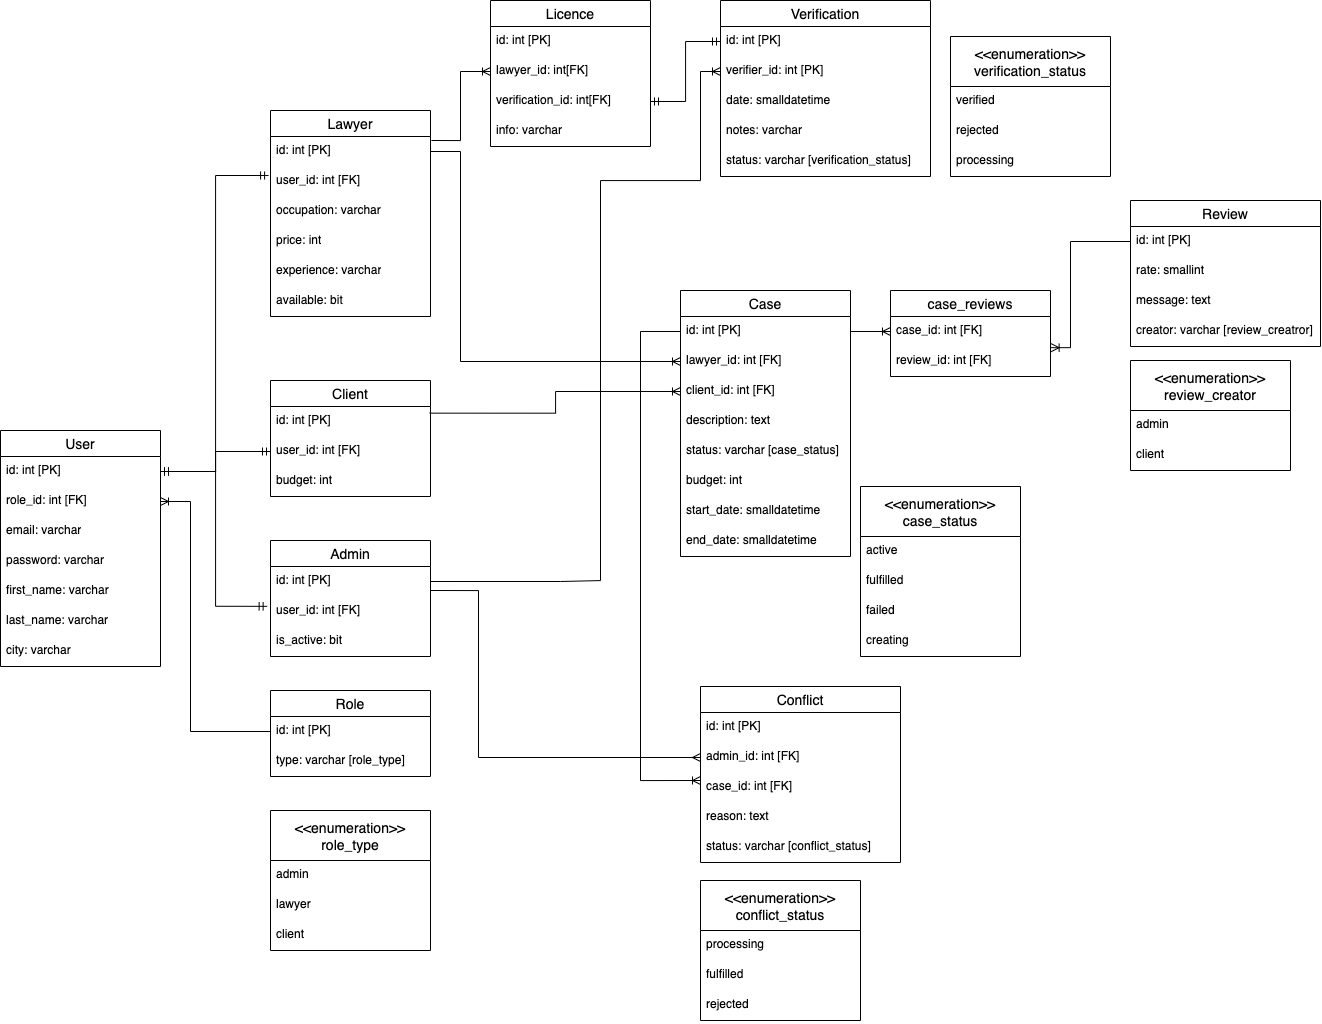 Licence
id: int [PK]
lawyer_id: int[FK]
verification_id: int[FK]
info: varchar
Verification
id: int [PK]
verifier_id: int [PK]
date: smalldatetime
notes: varchar
status: varchar [verification_status]
<<enumeration>>
verification_status
verified
rejected
processing
Lawyer
id: int [PK]
user_id: int [FK]
occupation: varchar
price: int
experience: varchar
available: bit
Review
id: int [PK]
rate: smallint
message: text
creator: varchar [review_creatror]
Case
id: int [PK]
lawyer_id: int [FK]
client_id: int [FK]
description: text
status: varchar [case_status]
budget: int
start_date: smalldatetime
end_date: smalldatetime
case_reviews
case_id: int [FK]
review_id: int [FK]
<<enumeration>>
review_creator
admin
client
Client
id: int [PK]
user_id: int [FK]
budget: int
User
id: int [PK]
role_id: int [FK]
email: varchar
password: varchar
first_name: varchar
last_name: varchar
city: varchar
<<enumeration>>
case_status
active
fulfilled
failed
creating
Admin
id: int [PK]
user_id: int [FK]
is_active: bit
Role
id: int [PK]
type: varchar [role_type]
Conflict
id: int [PK]
admin_id: int [FK]
case_id: int [FK]
reason: text
status: varchar [conflict_status]
<<enumeration>>
role_type
admin
lawyer
client
<<enumeration>>
conflict_status
processing
fulfilled
rejected